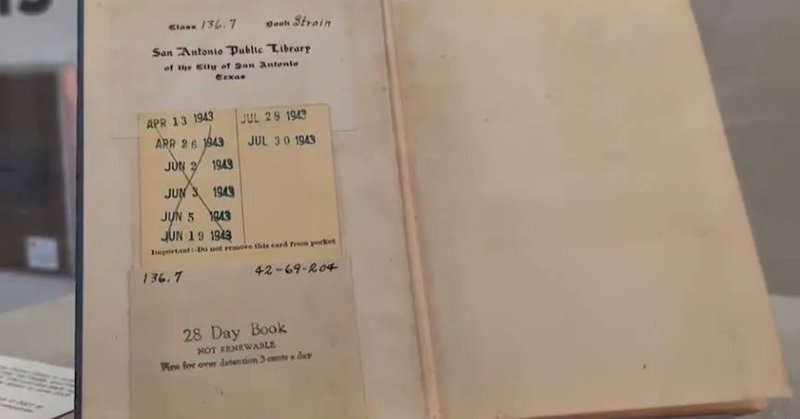 Class 136.7 Book Strain
San Antonio Public Library
of the City of San Antonio
Texas
APR 13 1943
APR 26 1943
JUN 2 1943
JUN 3 1943
JUN 5 1943
JUN 19 1943
JUL 28 1943
JUL 30 1943
Important:-Do not remove this card from pocket
136.7 42-69-204
28 Day Book
NOT RENEWABLE
Fine for over detention 3 cents a day